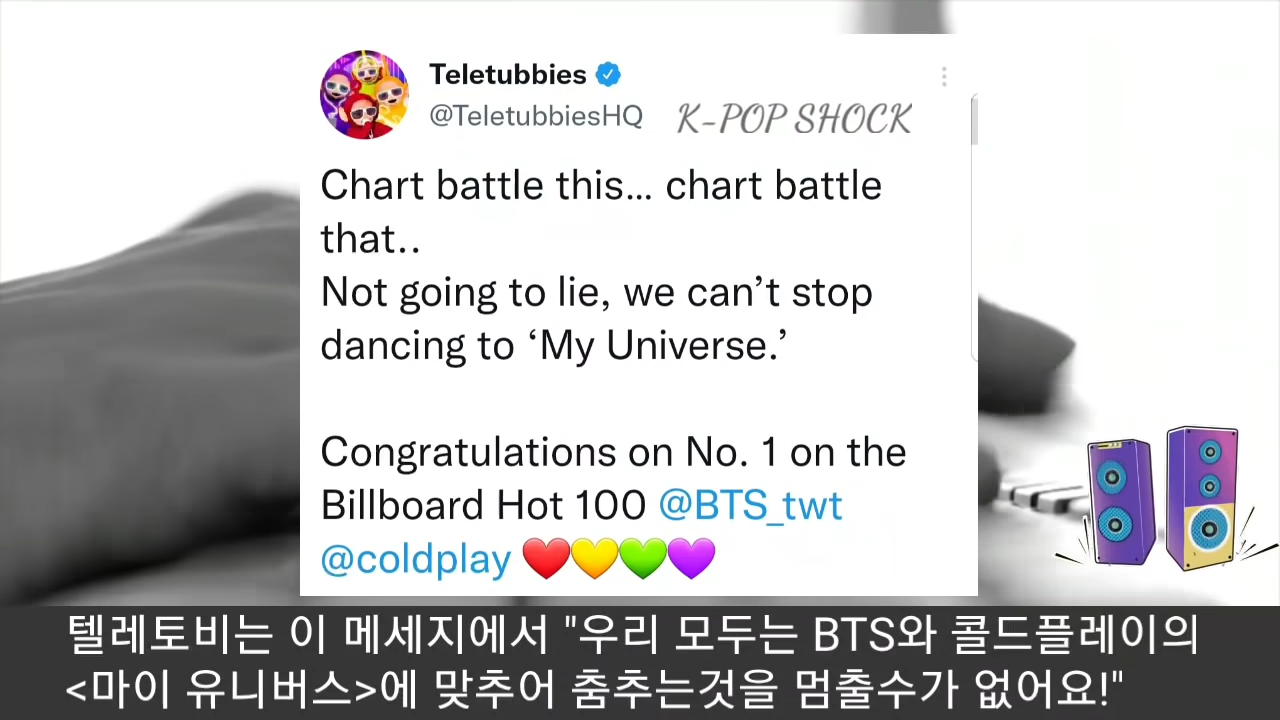 Teletubbies
@TeletubbiesHQ
K-POP SHOCK
Chart battle this... chart battle
that..
Not going to lie, we can’t stop
dancing to ‘My Universe.’
Congratulations on No. 1 on the
Billboard Hot 100 @BTS_twt
@coldplay ❤️💛💚💜
텔레토비는 이 메세지에서 "우리 모두는 BTS와 콜드플레이의
<마이 유니버스>에 맞추어 춤추는것을 멈출수가 없어요!"